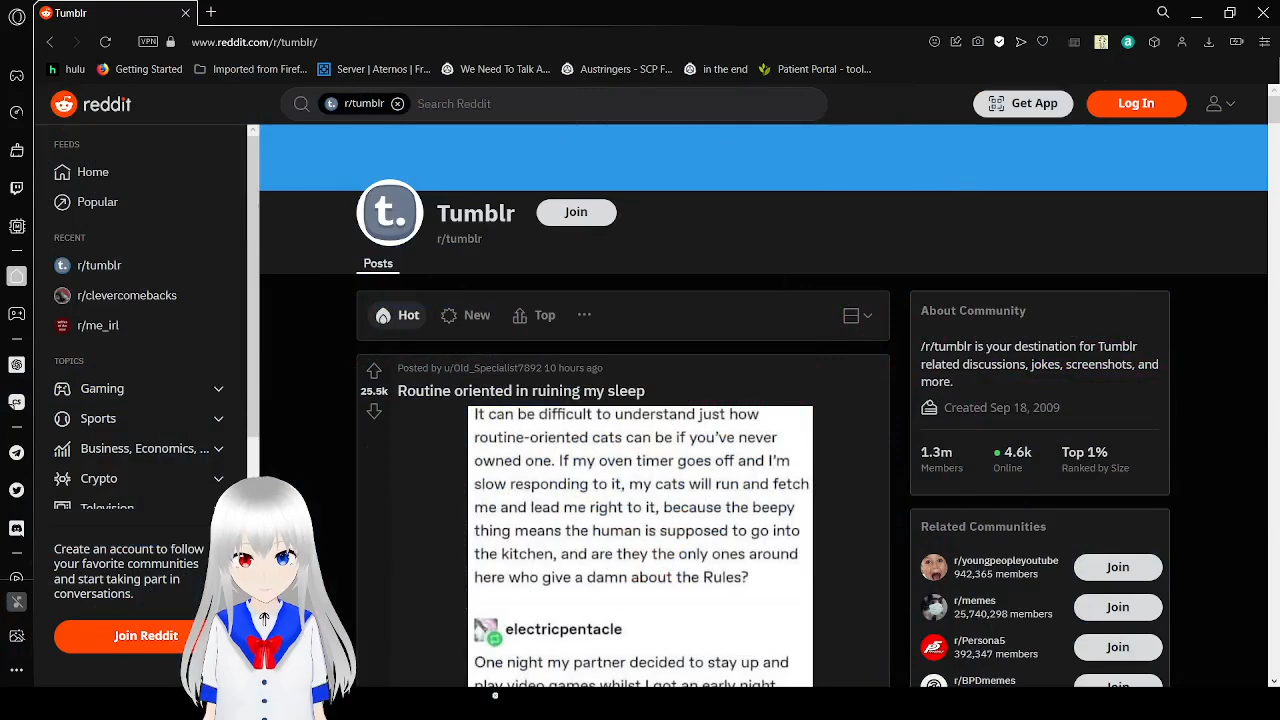 Tumblr
VPN
www.reddit.com/r/tumblr/
h hulu
Getting Started
Imported from Firef...
Server | Aternos | Fr...
We Need To Talk A...
Austringers - SCP F...
in the end
Patient Portal - tool...
reddit
r/tumblr
Search Reddit
Get App
Log In
FEEDS
Home
Popular
RECENT
r/tumblr
r/clevercomebacks
r/me_irl
TOPICS
Gaming
Sports
Business, Economics, ...
Crypto
Television
Create an account to follow
your favorite communities
and start taking part in
conversations.
Join Reddit
t.
Tumblr
Join
r/tumblr
Posts
Hot
New
Top
...
Posted by u/Old_Specialist7892 10 hours ago
25.5k
Routine oriented in ruining my sleep
It can be difficult to understand just how
routine-oriented cats can be if you've never
owned one. If my oven timer goes off and I'm
slow responding to it, my cats will run and fetch
me and lead me right to it, because the beepy
thing means the human is supposed to go into
the kitchen, and are they the only ones around
here who give a damn about the Rules?
electricpentacle
One night my partner decided to stay up and
play video games whilst I got an early night
About Community
/r/tumblr is your destination for Tumblr
related discussions, jokes, screenshots, and
more.
Created Sep 18, 2009
1.3m
Members
4.6k
Online
Top 1%
Ranked by Size
Related Communities
r/youngpeopleyoutube
942,365 members
Join
r/memes
25,740,298 members
Join
r/Persona5
392,347 members
Join
r/BPDmemes
Join